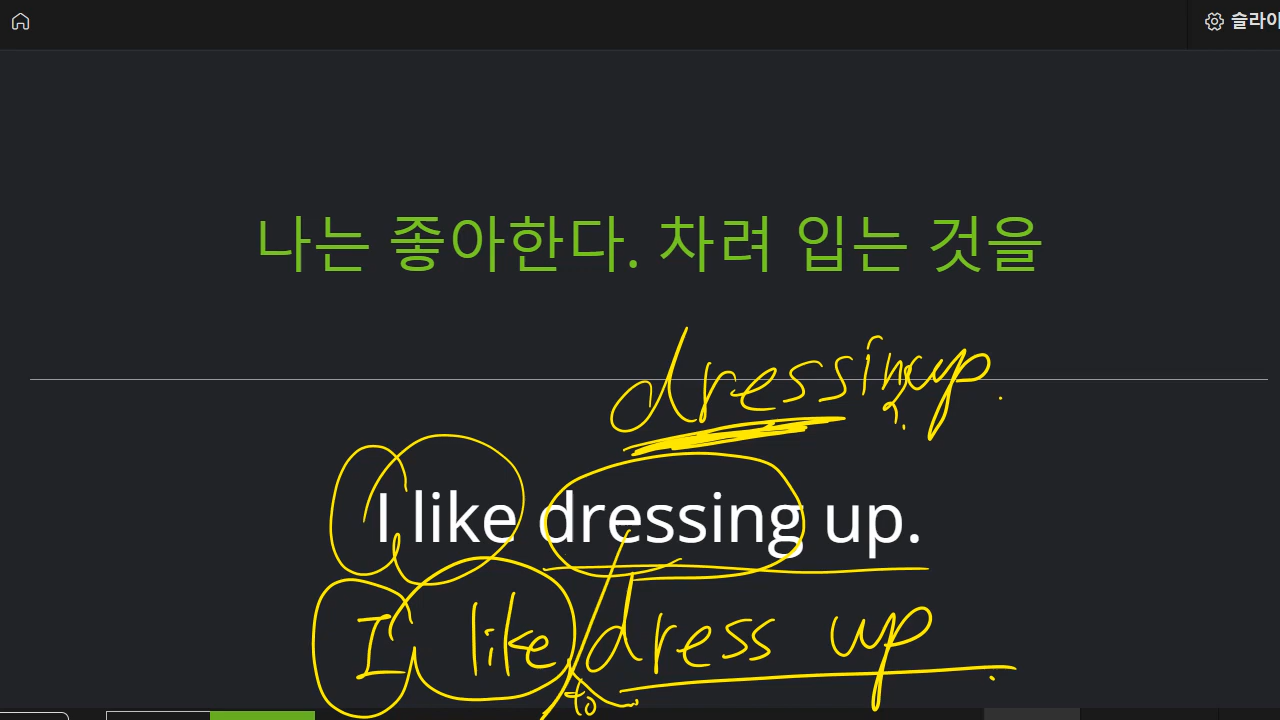 슬라이
나는 좋아한다. 차려 입는 것을
dressing up.
I like dressing up.
I like dress up.
to